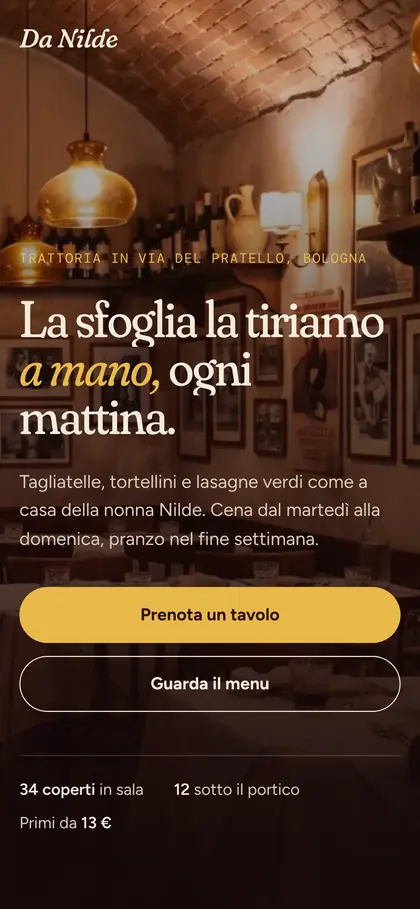 Da Nilde
TRATTORIA IN VIA DEL PRATELLO, BOLOGNA
La sfoglia la tiriamo
a mano, ogni
mattina.
Tagliatelle, tortellini e lasagne verdi come a
casa della nonna Nilde. Cena dal martedì alla
domenica, pranzo nel fine settimana.
Prenota un tavolo
Guarda il menu
34 coperti in sala 12 sotto il portico
Primi da 13 €